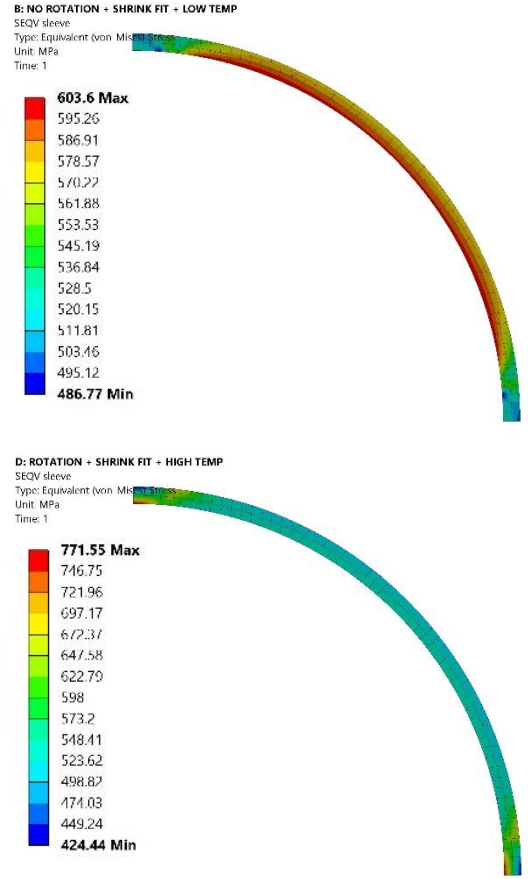 B: NO ROTATION + SHRINK FIT + LOW TEMP
SEQV sleeve
Type: Equivalent (von Mises) Stress
Unit: MPa
Time: 1
603.6 Max
595.26
586.91
578.57
570.22
561.88
553.53
545.19
536.84
528.5
520.15
511.81
503.46
495.12
486.77 Min
D: ROTATION + SHRINK FIT + HIGH TEMP
SEQV sleeve
Type: Equivalent (von Mises) Stress
Unit: MPa
Time: 1
771.55 Max
746.75
721.96
697.17
672.37
647.58
622.79
598
573.2
548.41
523.62
498.82
474.03
449.24
424.44 Min